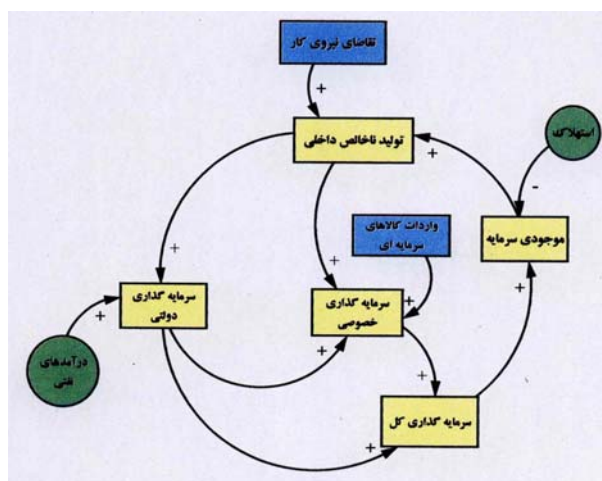 تقاضای نیروی کار
+
تولید ناخالص داخلی
استهلاک
+
-
واردات کالاهای
سرمایه ای
موجودی سرمایه
+
+
سرمایه گذاری
دولتی
سرمایه گذاری
خصوصی
+
+
+
+
درآمدهای
نفتی
+
سرمایه گذاری کل
+